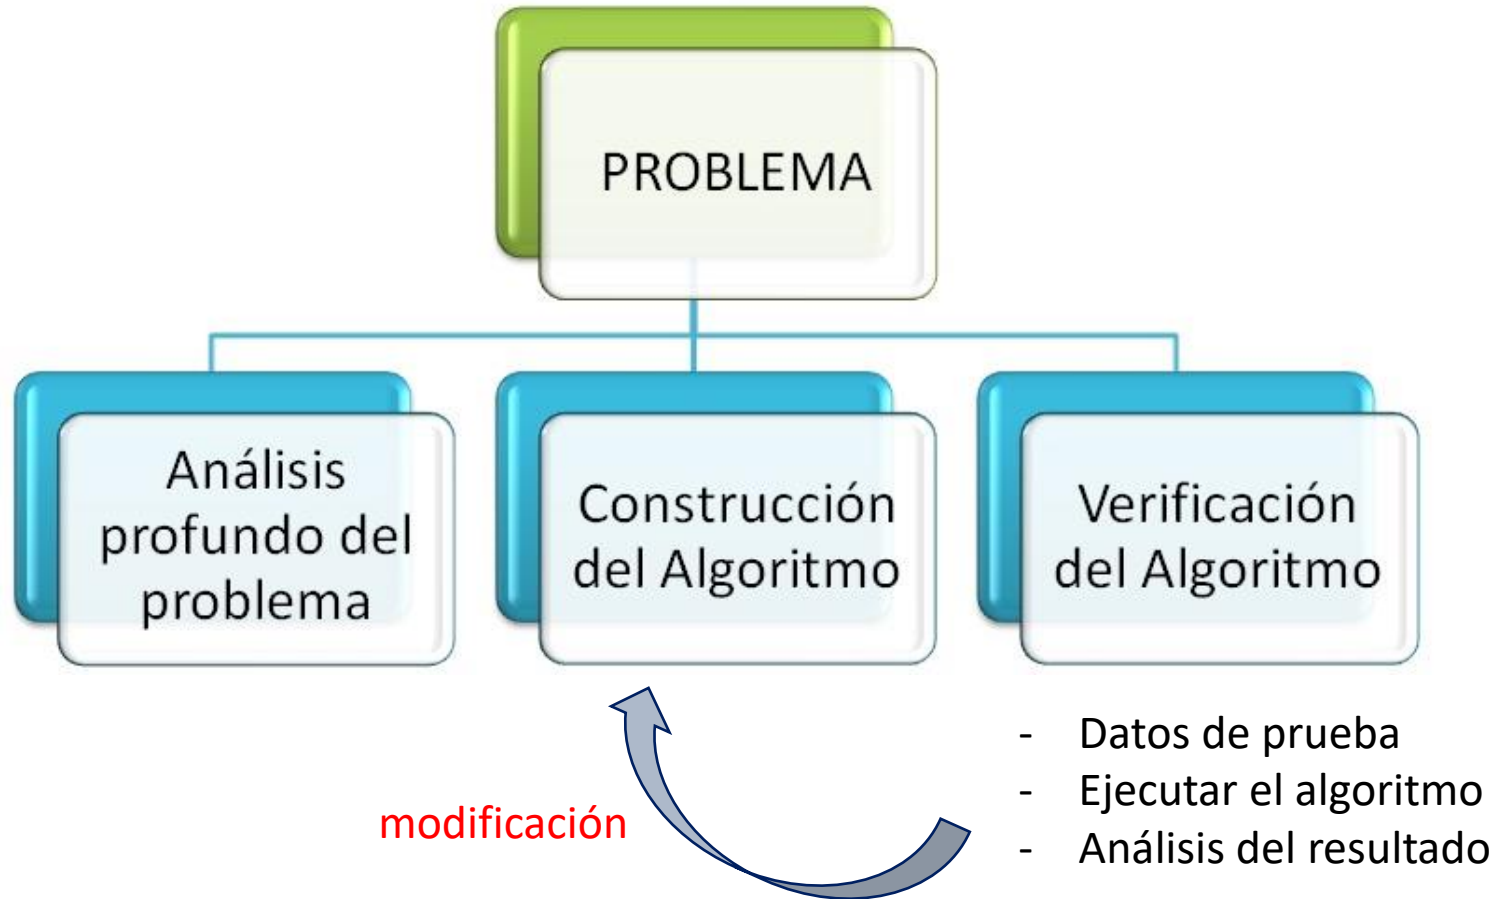 PROBLEMA
Análisis
profundo del
problema
Construcción
del Algoritmo
Verificación
del Algoritmo
- Datos de prueba
- Ejecutar el algoritmo
- Análisis del resultado
modificación